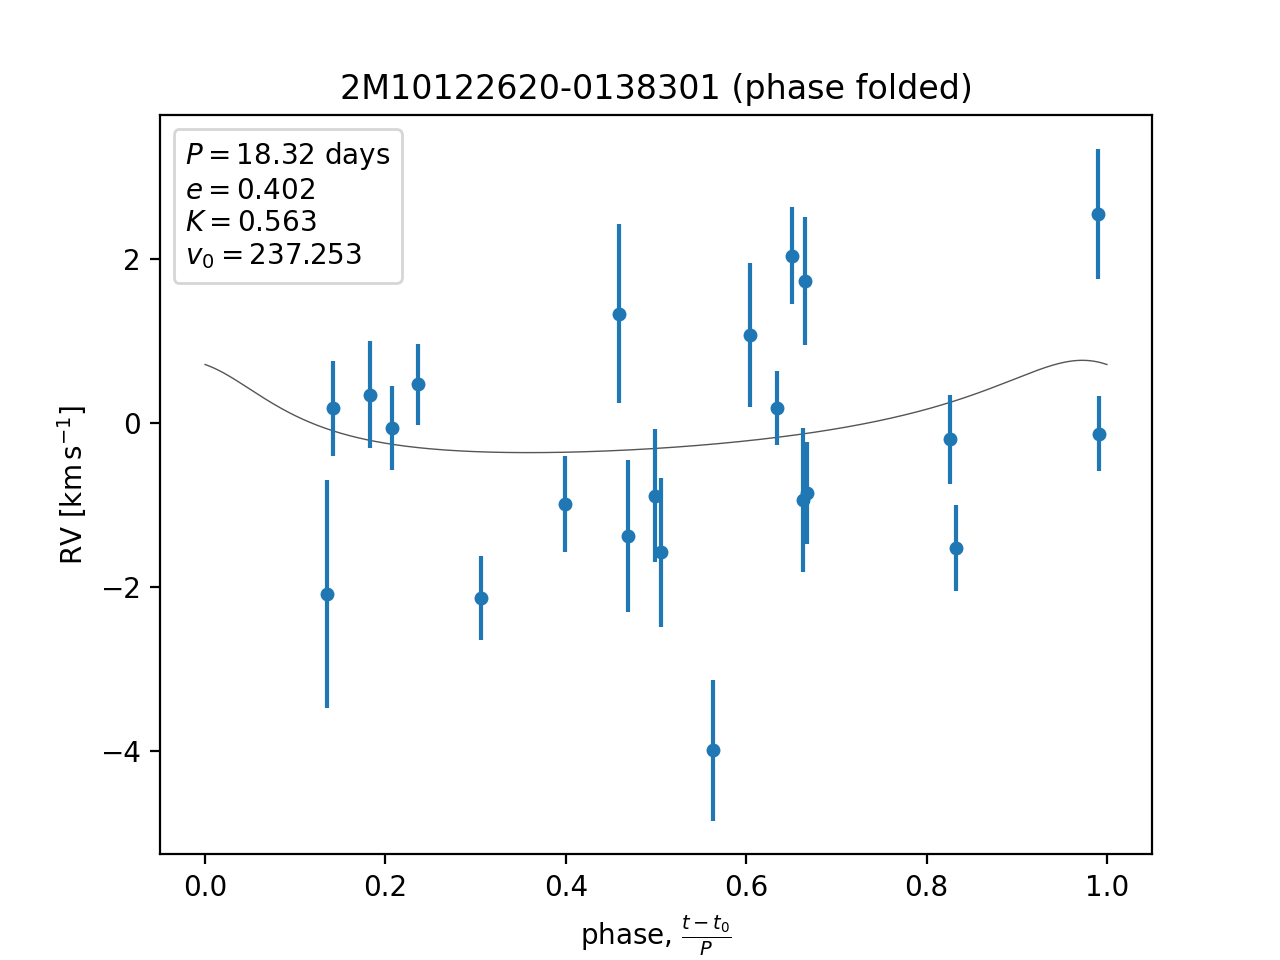 2M10122620-0138301 (phase folded)
P = 18.32 days
e = 0.402
K = 0.563
v₀ = 237.253
RV [km s⁻¹]
2
0
−2
−4
0.0 0.2 0.4 0.6 0.8 1.0
phase, (t − t₀)/P